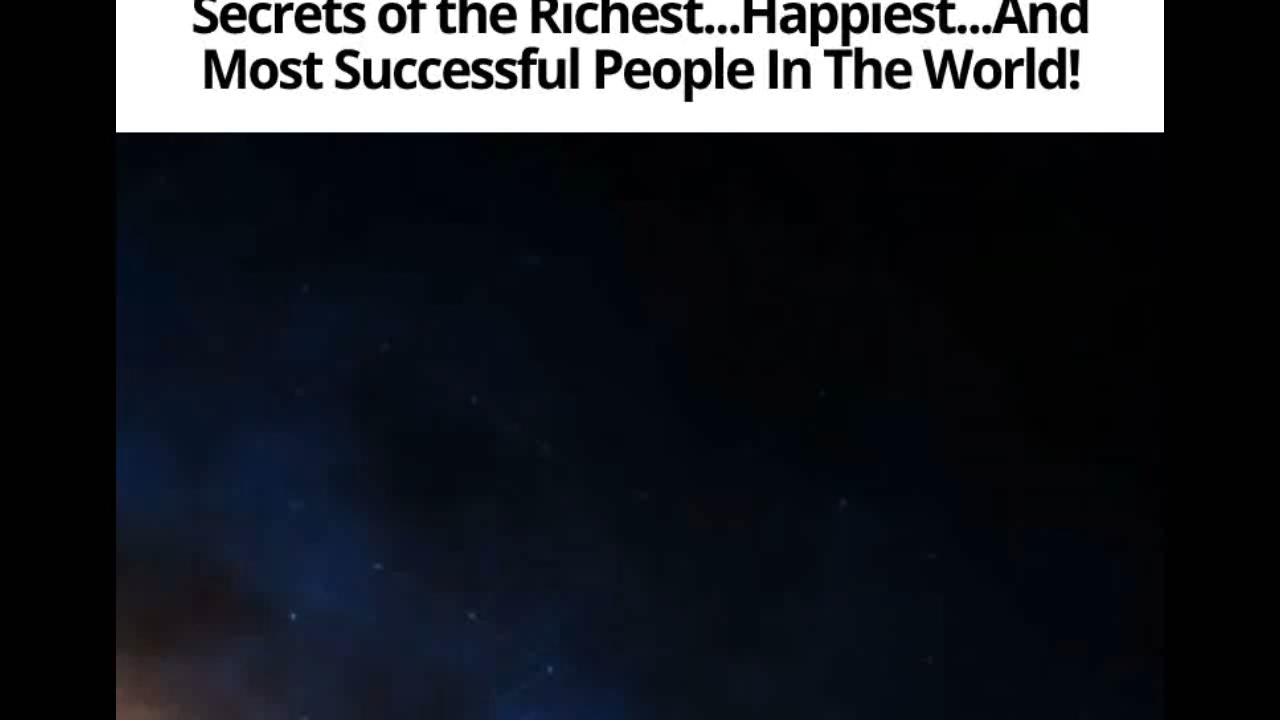 Secrets of the Richest...Happiest...And
Most Successful People In The World!